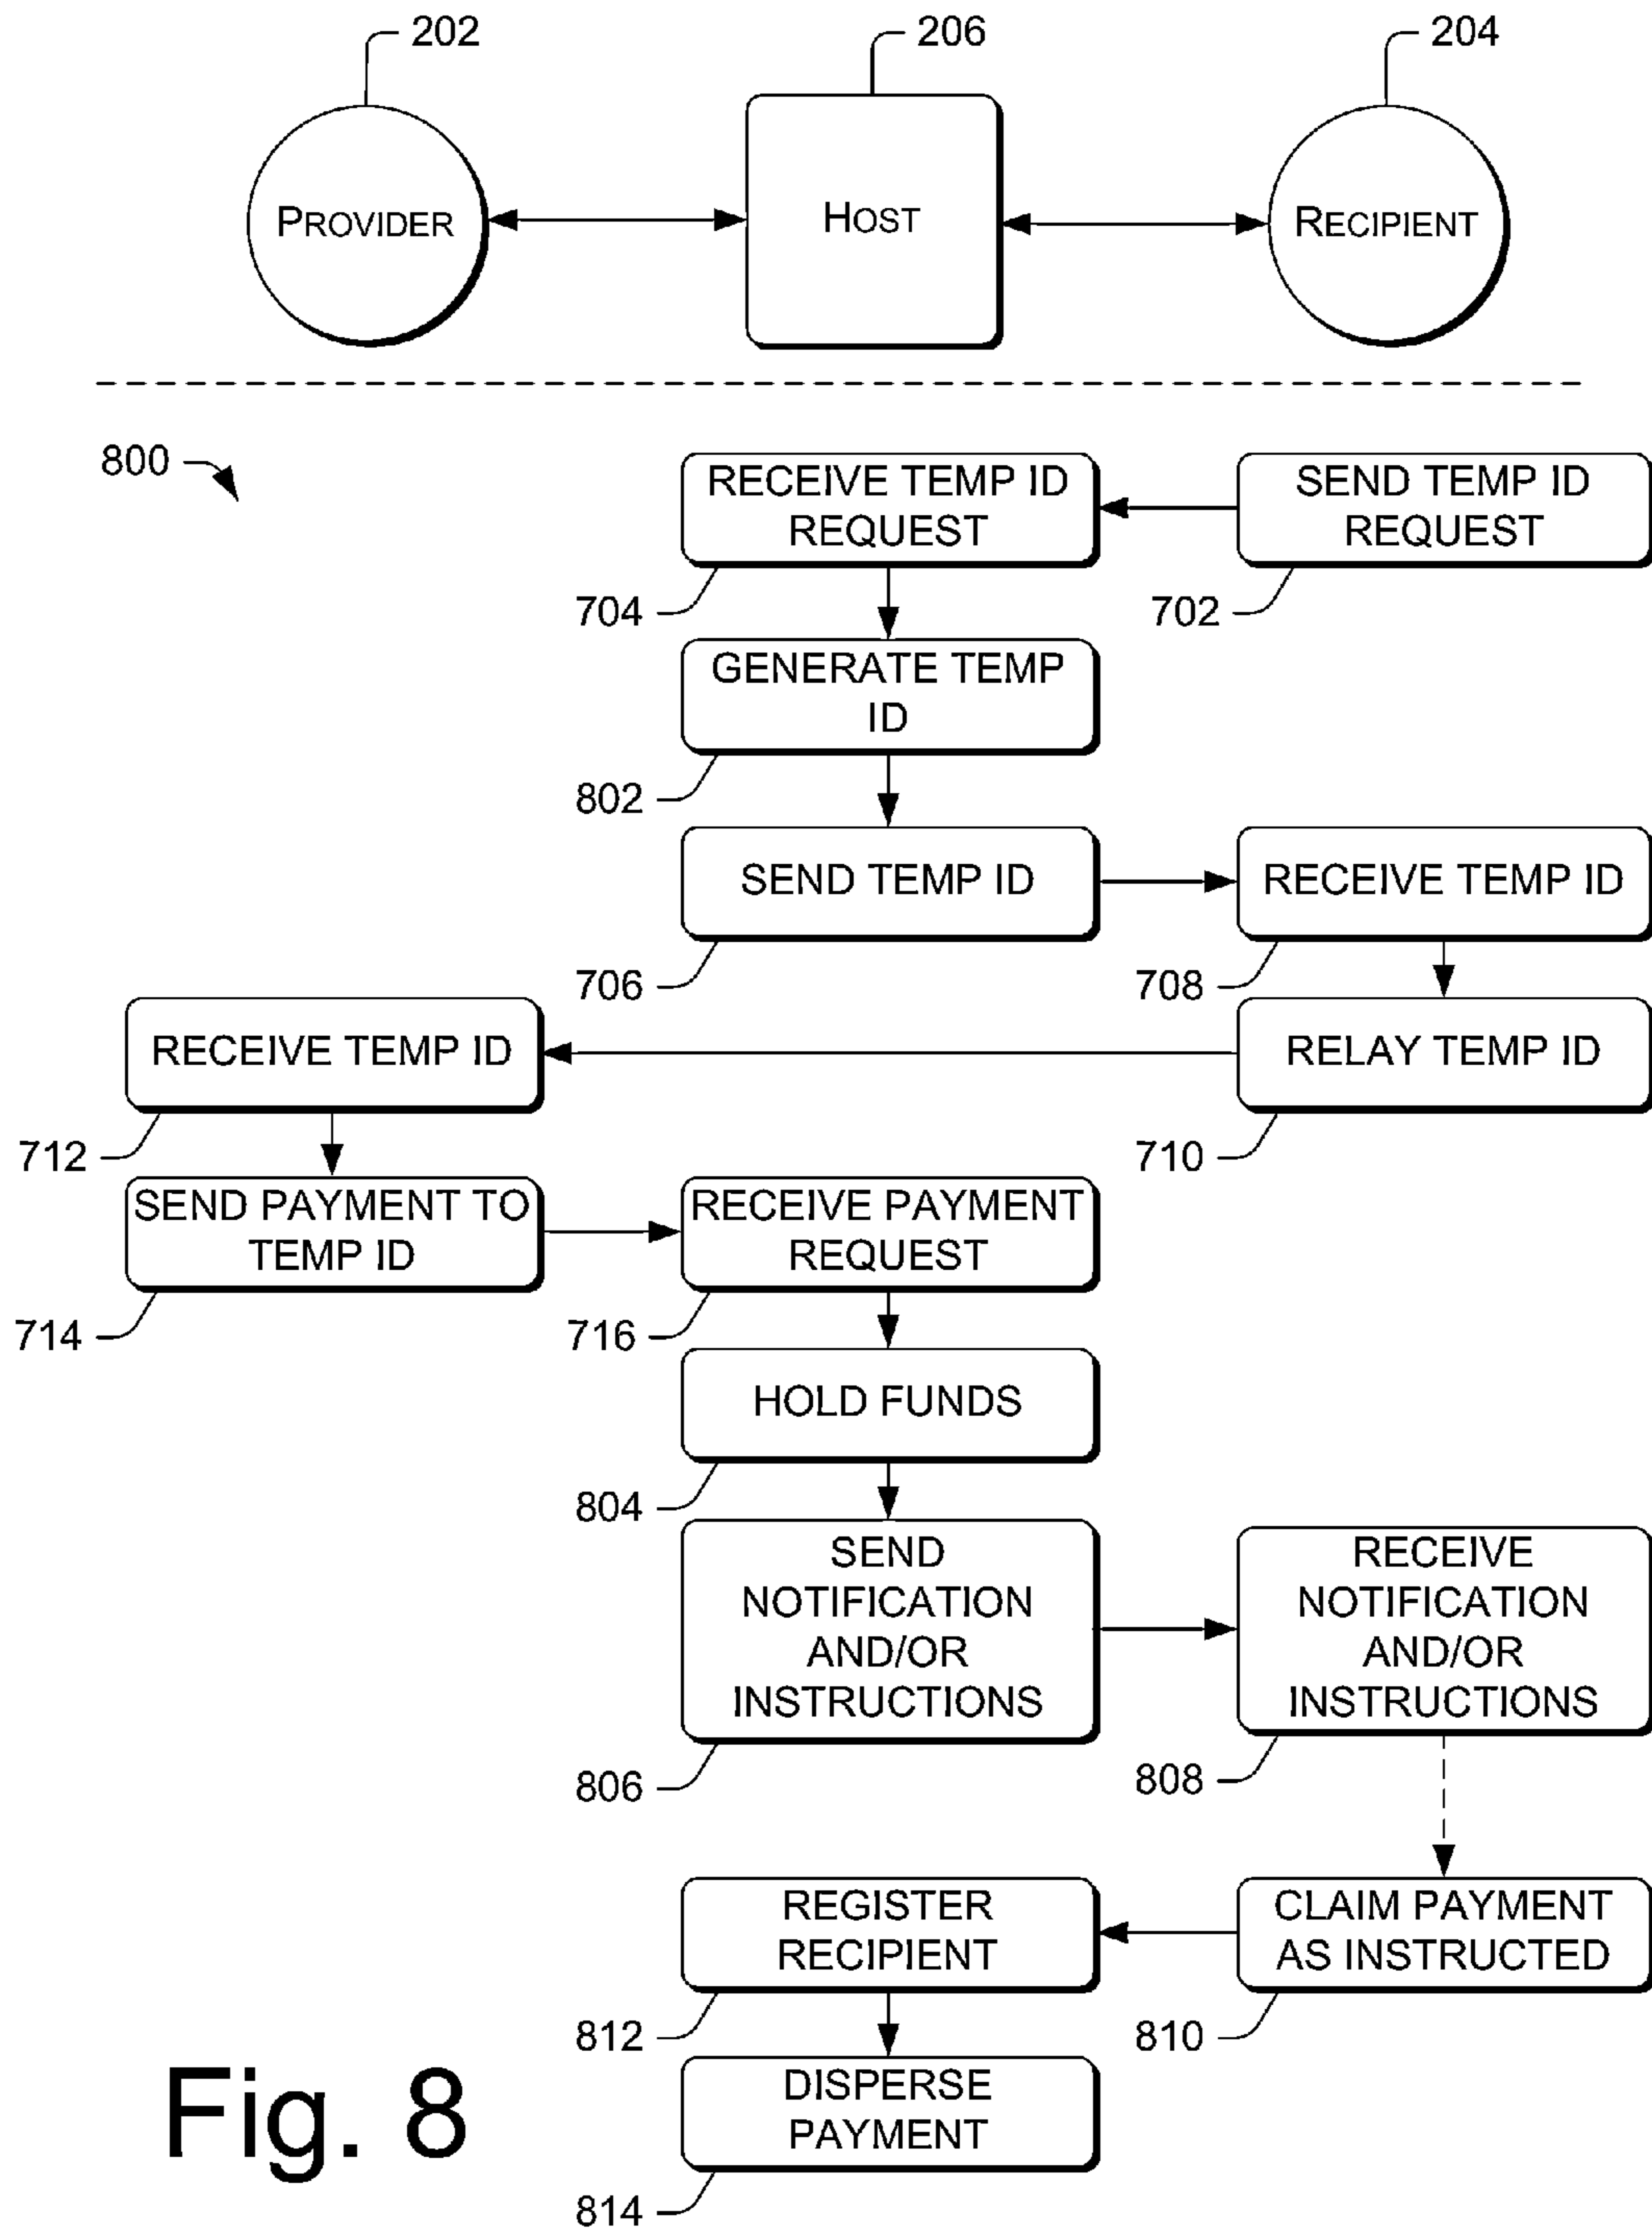 202
206
204
PROVIDER
HOST
RECIPIENT
800
RECEIVE TEMP ID
REQUEST
SEND TEMP ID
REQUEST
704
702
GENERATE TEMP
ID
802
SEND TEMP ID
RECEIVE TEMP ID
706
708
RECEIVE TEMP ID
RELAY TEMP ID
712
710
SEND PAYMENT TO
TEMP ID
RECEIVE PAYMENT
REQUEST
714
716
HOLD FUNDS
804
SEND
NOTIFICATION
AND/OR
INSTRUCTIONS
RECEIVE
NOTIFICATION
AND/OR
INSTRUCTIONS
806
808
REGISTER
RECIPIENT
CLAIM PAYMENT
AS INSTRUCTED
812
810
DISPERSE
PAYMENT
814
Fig. 8